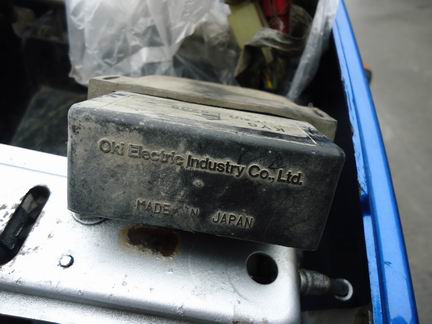 Oki Electric Industry Co., Ltd.
MADE IN JAPAN